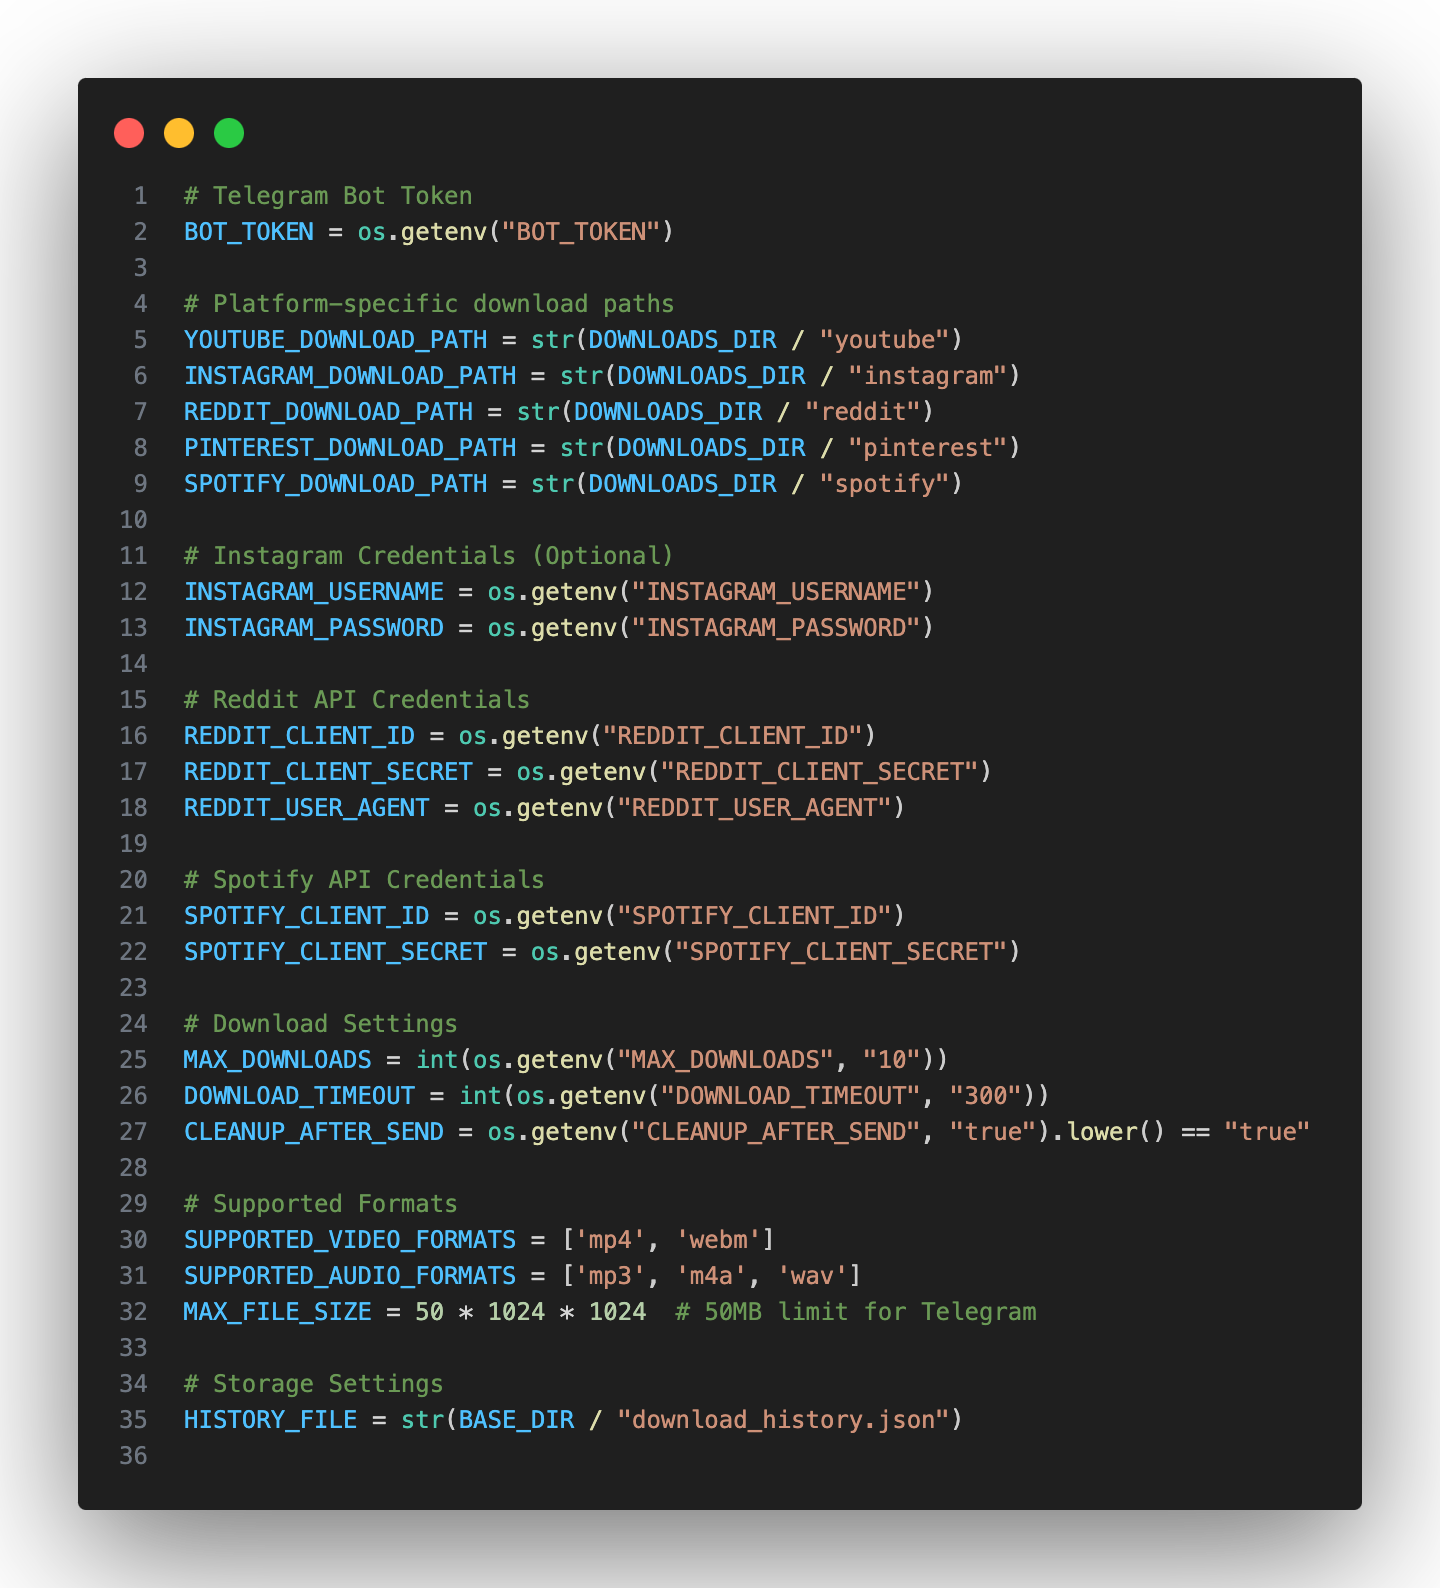 1 # Telegram Bot Token
2 BOT_TOKEN = os.getenv("BOT_TOKEN")
3
4 # Platform-specific download paths
5 YOUTUBE_DOWNLOAD_PATH = str(DOWNLOADS_DIR / "youtube")
6 INSTAGRAM_DOWNLOAD_PATH = str(DOWNLOADS_DIR / "instagram")
7 REDDIT_DOWNLOAD_PATH = str(DOWNLOADS_DIR / "reddit")
8 PINTEREST_DOWNLOAD_PATH = str(DOWNLOADS_DIR / "pinterest")
9 SPOTIFY_DOWNLOAD_PATH = str(DOWNLOADS_DIR / "spotify")
10
11 # Instagram Credentials (Optional)
12 INSTAGRAM_USERNAME = os.getenv("INSTAGRAM_USERNAME")
13 INSTAGRAM_PASSWORD = os.getenv("INSTAGRAM_PASSWORD")
14
15 # Reddit API Credentials
16 REDDIT_CLIENT_ID = os.getenv("REDDIT_CLIENT_ID")
17 REDDIT_CLIENT_SECRET = os.getenv("REDDIT_CLIENT_SECRET")
18 REDDIT_USER_AGENT = os.getenv("REDDIT_USER_AGENT")
19
20 # Spotify API Credentials
21 SPOTIFY_CLIENT_ID = os.getenv("SPOTIFY_CLIENT_ID")
22 SPOTIFY_CLIENT_SECRET = os.getenv("SPOTIFY_CLIENT_SECRET")
23
24 # Download Settings
25 MAX_DOWNLOADS = int(os.getenv("MAX_DOWNLOADS", "10"))
26 DOWNLOAD_TIMEOUT = int(os.getenv("DOWNLOAD_TIMEOUT", "300"))
27 CLEANUP_AFTER_SEND = os.getenv("CLEANUP_AFTER_SEND", "true").lower() == "true"
28
29 # Supported Formats
30 SUPPORTED_VIDEO_FORMATS = ['mp4', 'webm']
31 SUPPORTED_AUDIO_FORMATS = ['mp3', 'm4a', 'wav']
32 MAX_FILE_SIZE = 50 * 1024 * 1024  # 50MB limit for Telegram
33
34 # Storage Settings
35 HISTORY_FILE = str(BASE_DIR / "download_history.json")
36